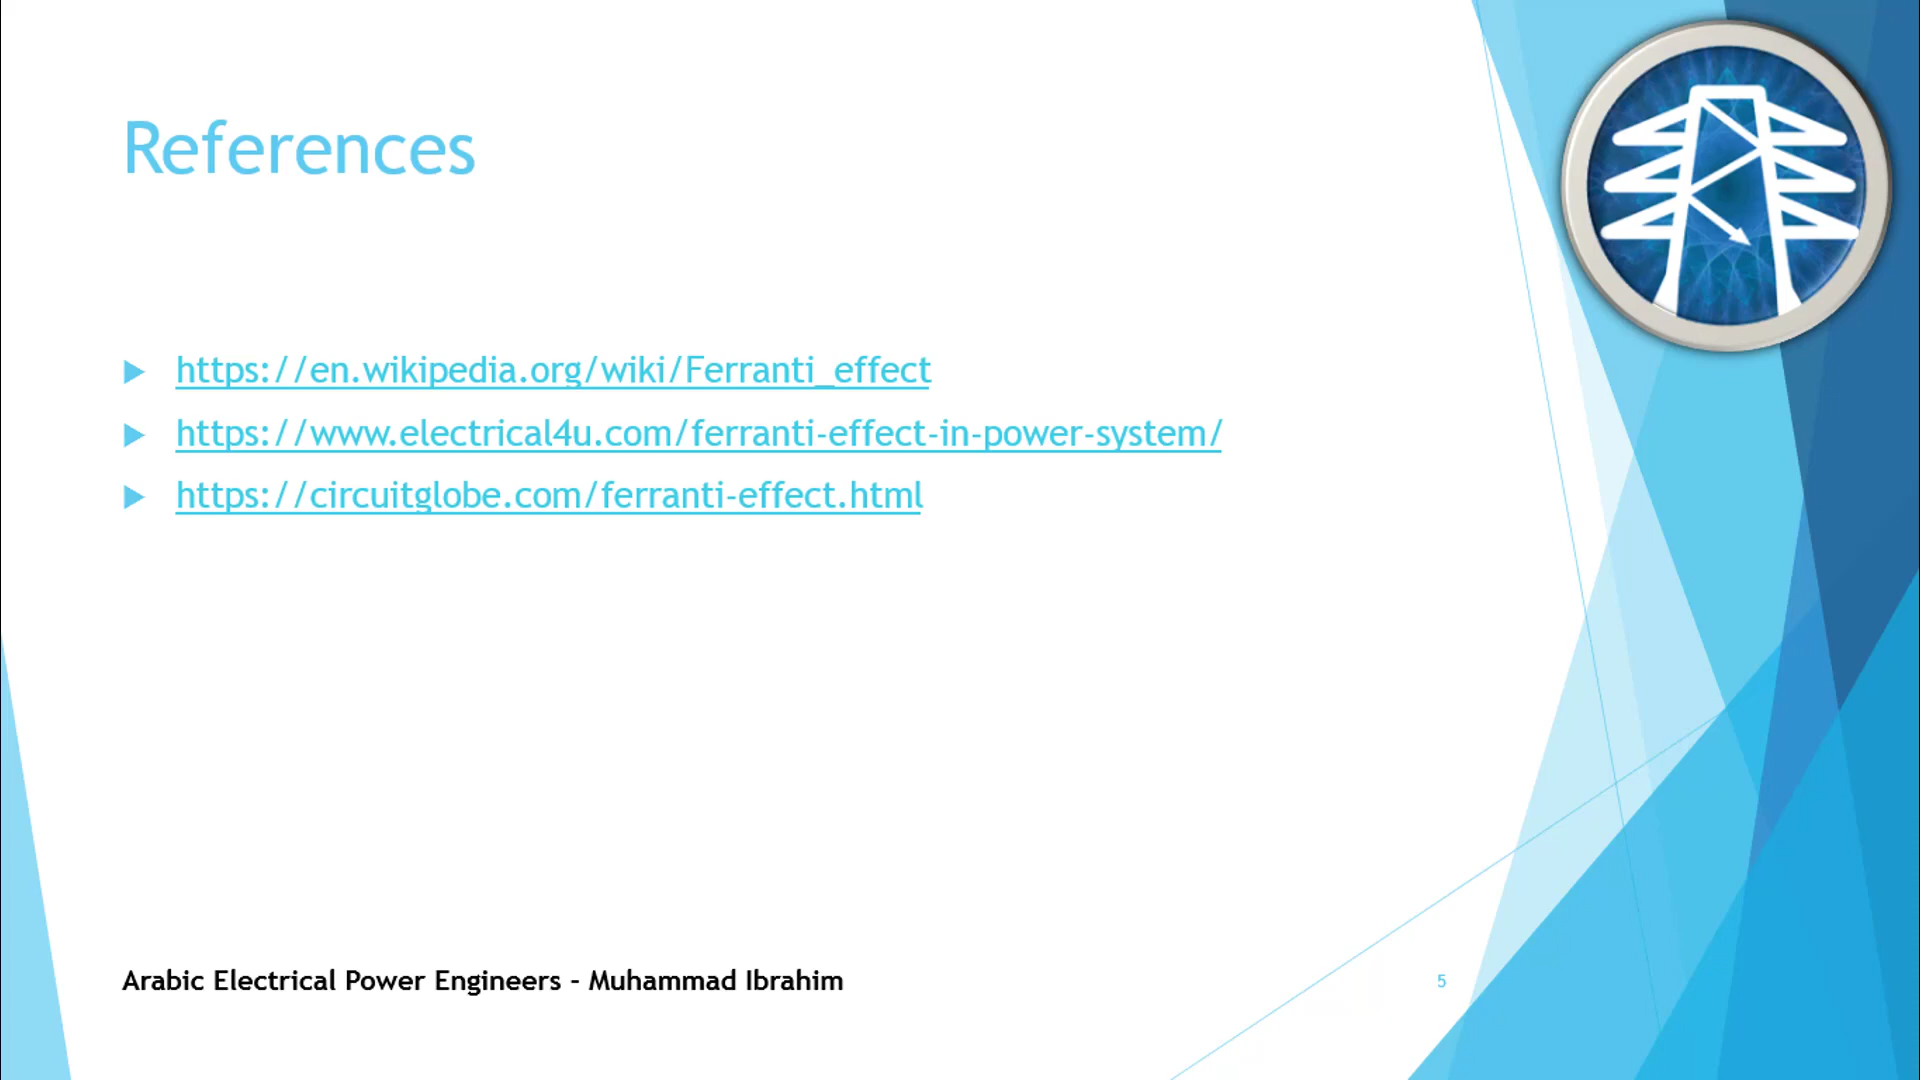 References
https://en.wikipedia.org/wiki/Ferranti_effect
https://www.electrical4u.com/ferranti-effect-in-power-system/
https://circuitglobe.com/ferranti-effect.html
Arabic Electrical Power Engineers - Muhammad Ibrahim
5